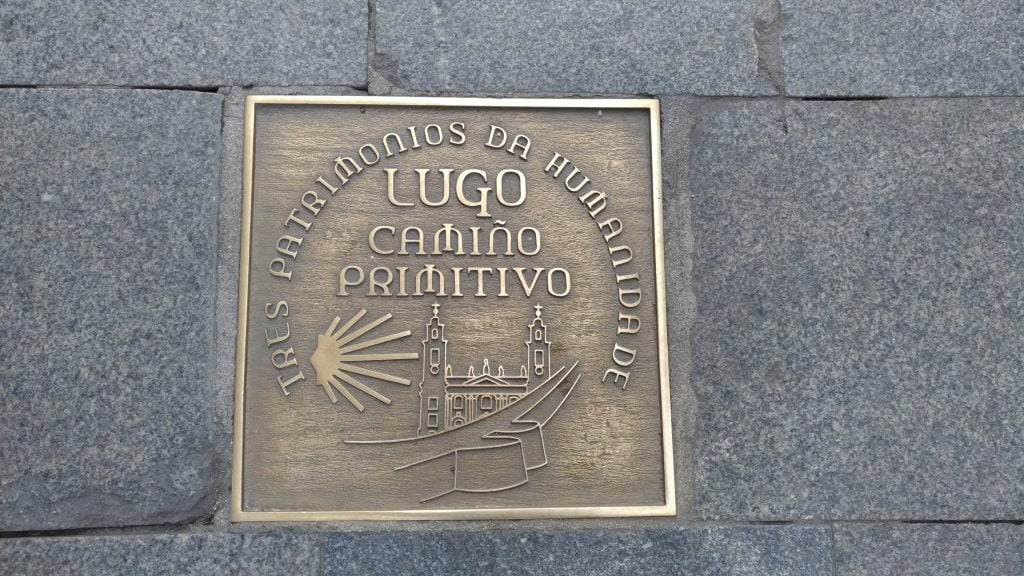 TRES PATRIMONIOS DA HUMANIDADE
LUGO
CAMIÑO
PRIMITIVO